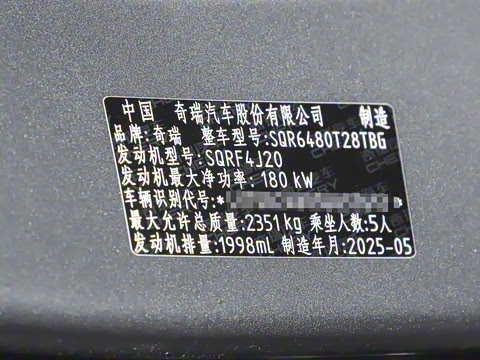 中国 奇瑞汽车股份有限公司 制造
品牌:奇瑞 整车型号:SQR6480T28TBG
发动机型号:SQRF4J20
发动机最大净功率:180 kW
车辆识别代号:*
最大允许总质量:2351kg 乘坐人数:5人
发动机排量:1998mL 制造年月:2025-05